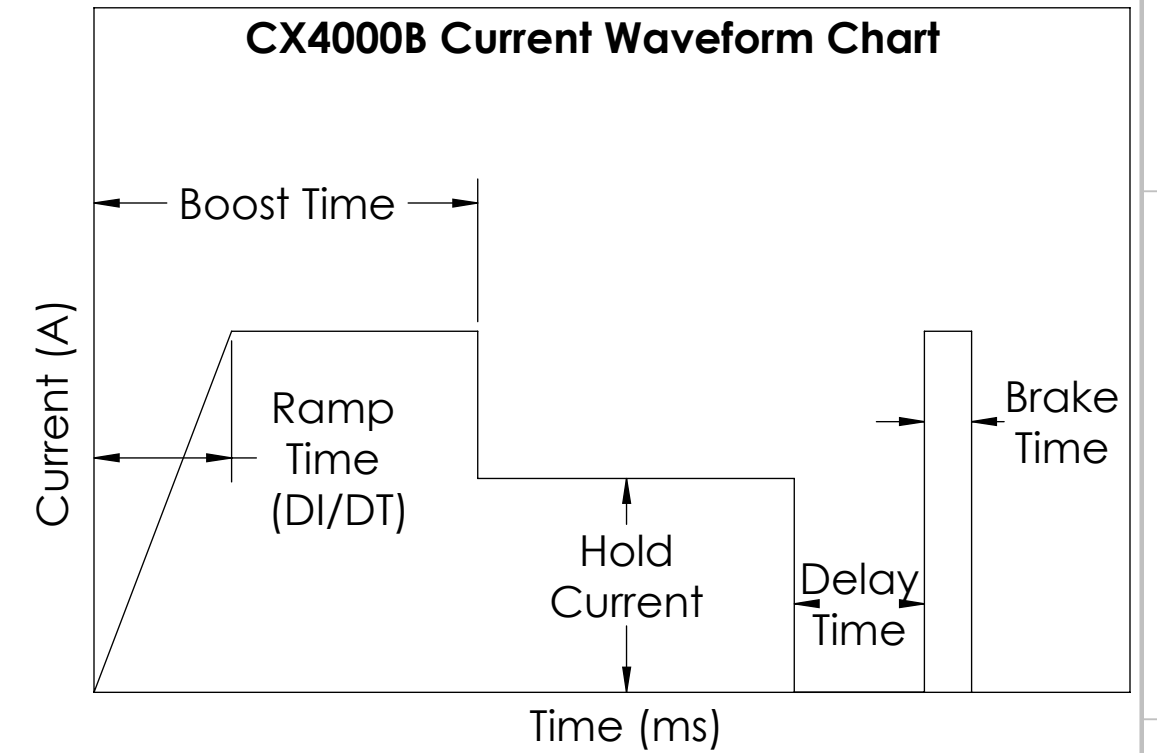 CX4000B Current Waveform Chart
Boost Time
Current (A)
Ramp
Time
(DI/DT)
Hold
Current
Delay
Time
Brake
Time
Time (ms)